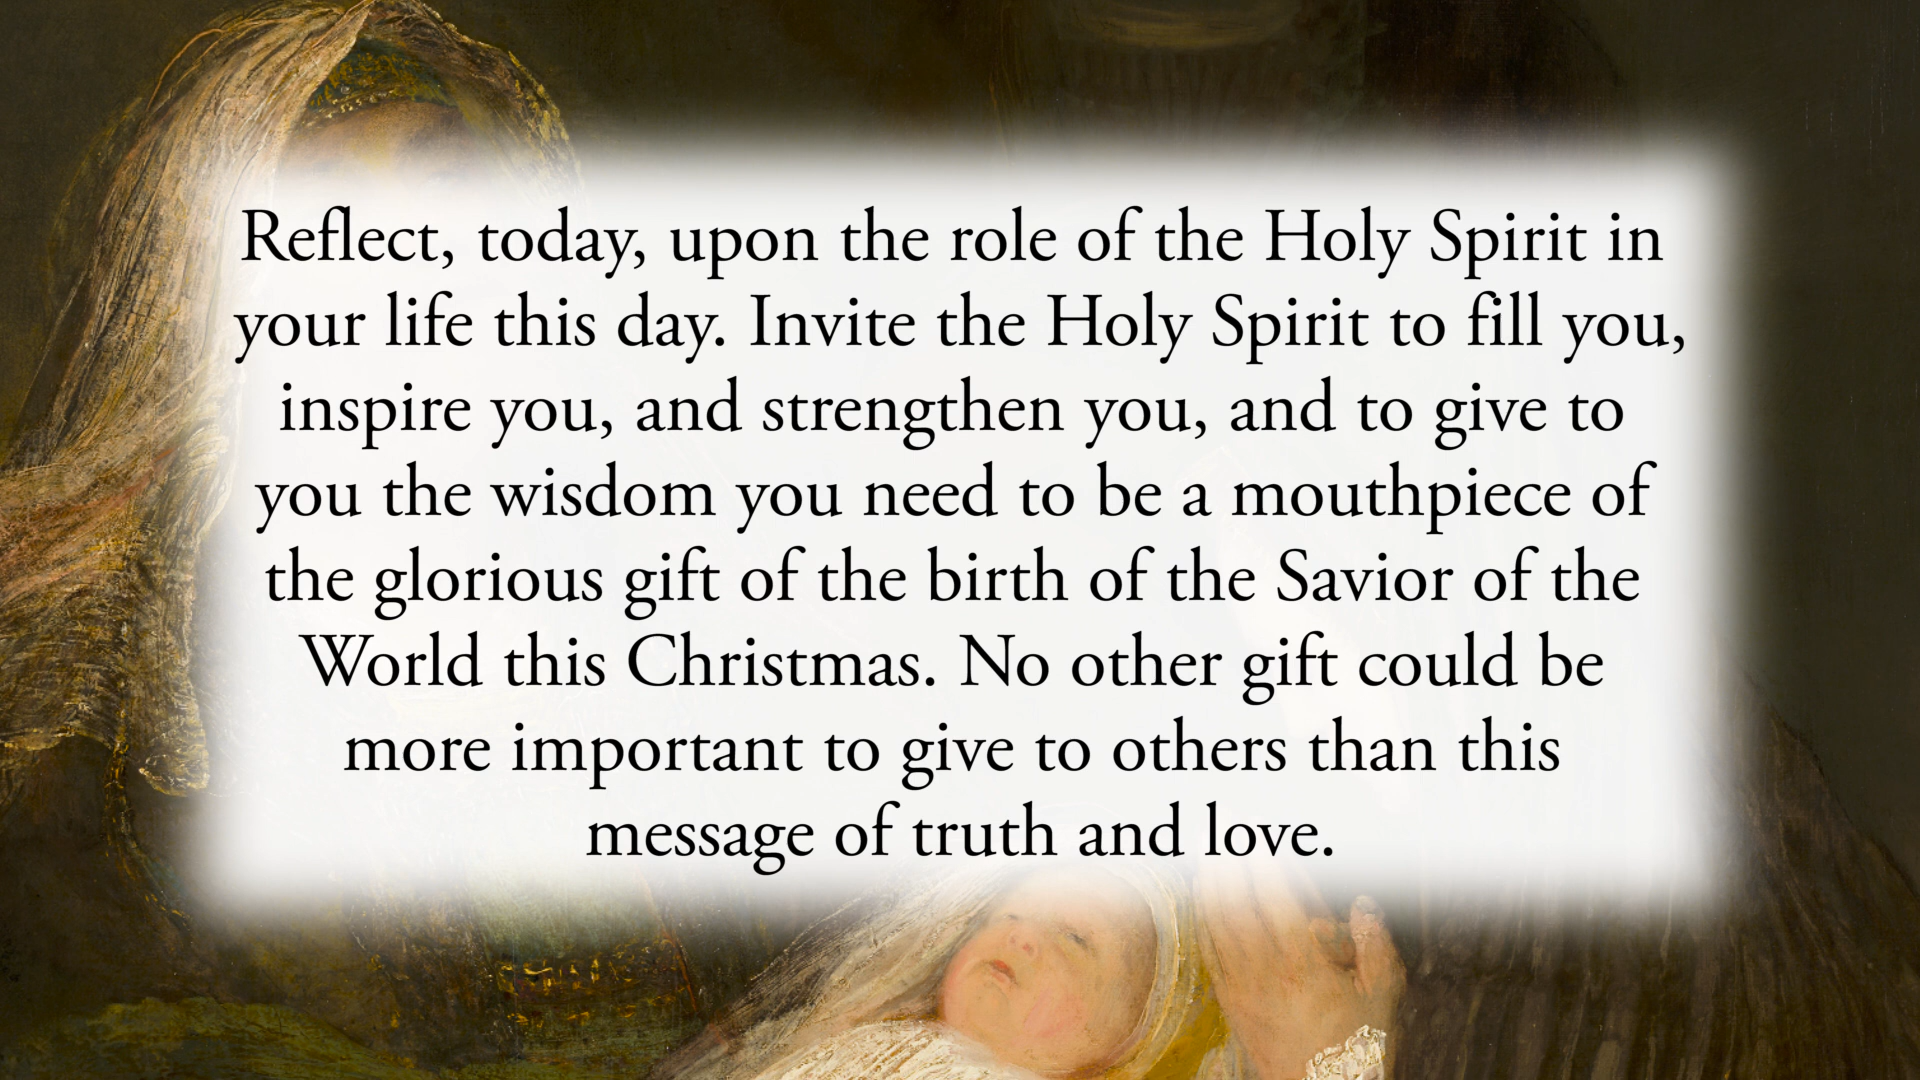 Reflect, today, upon the role of the Holy Spirit in
your life this day. Invite the Holy Spirit to fill you,
inspire you, and strengthen you, and to give to
you the wisdom you need to be a mouthpiece of
the glorious gift of the birth of the Savior of the
World this Christmas. No other gift could be
more important to give to others than this
message of truth and love.